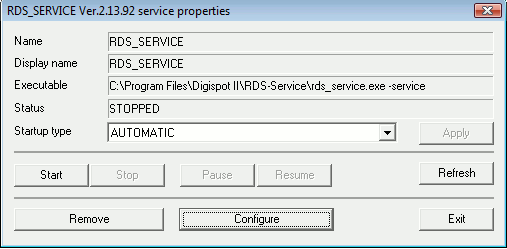 RDS_SERVICE Ver.2.13.92 service properties
Name RDS_SERVICE
Display name RDS_SERVICE
Executable C:\Program Files\Digispot II\RDS-Service\rds_service.exe -service
Status STOPPED
Startup type AUTOMATIC Apply
Start Stop Pause Resume Refresh
Remove Configure Exit